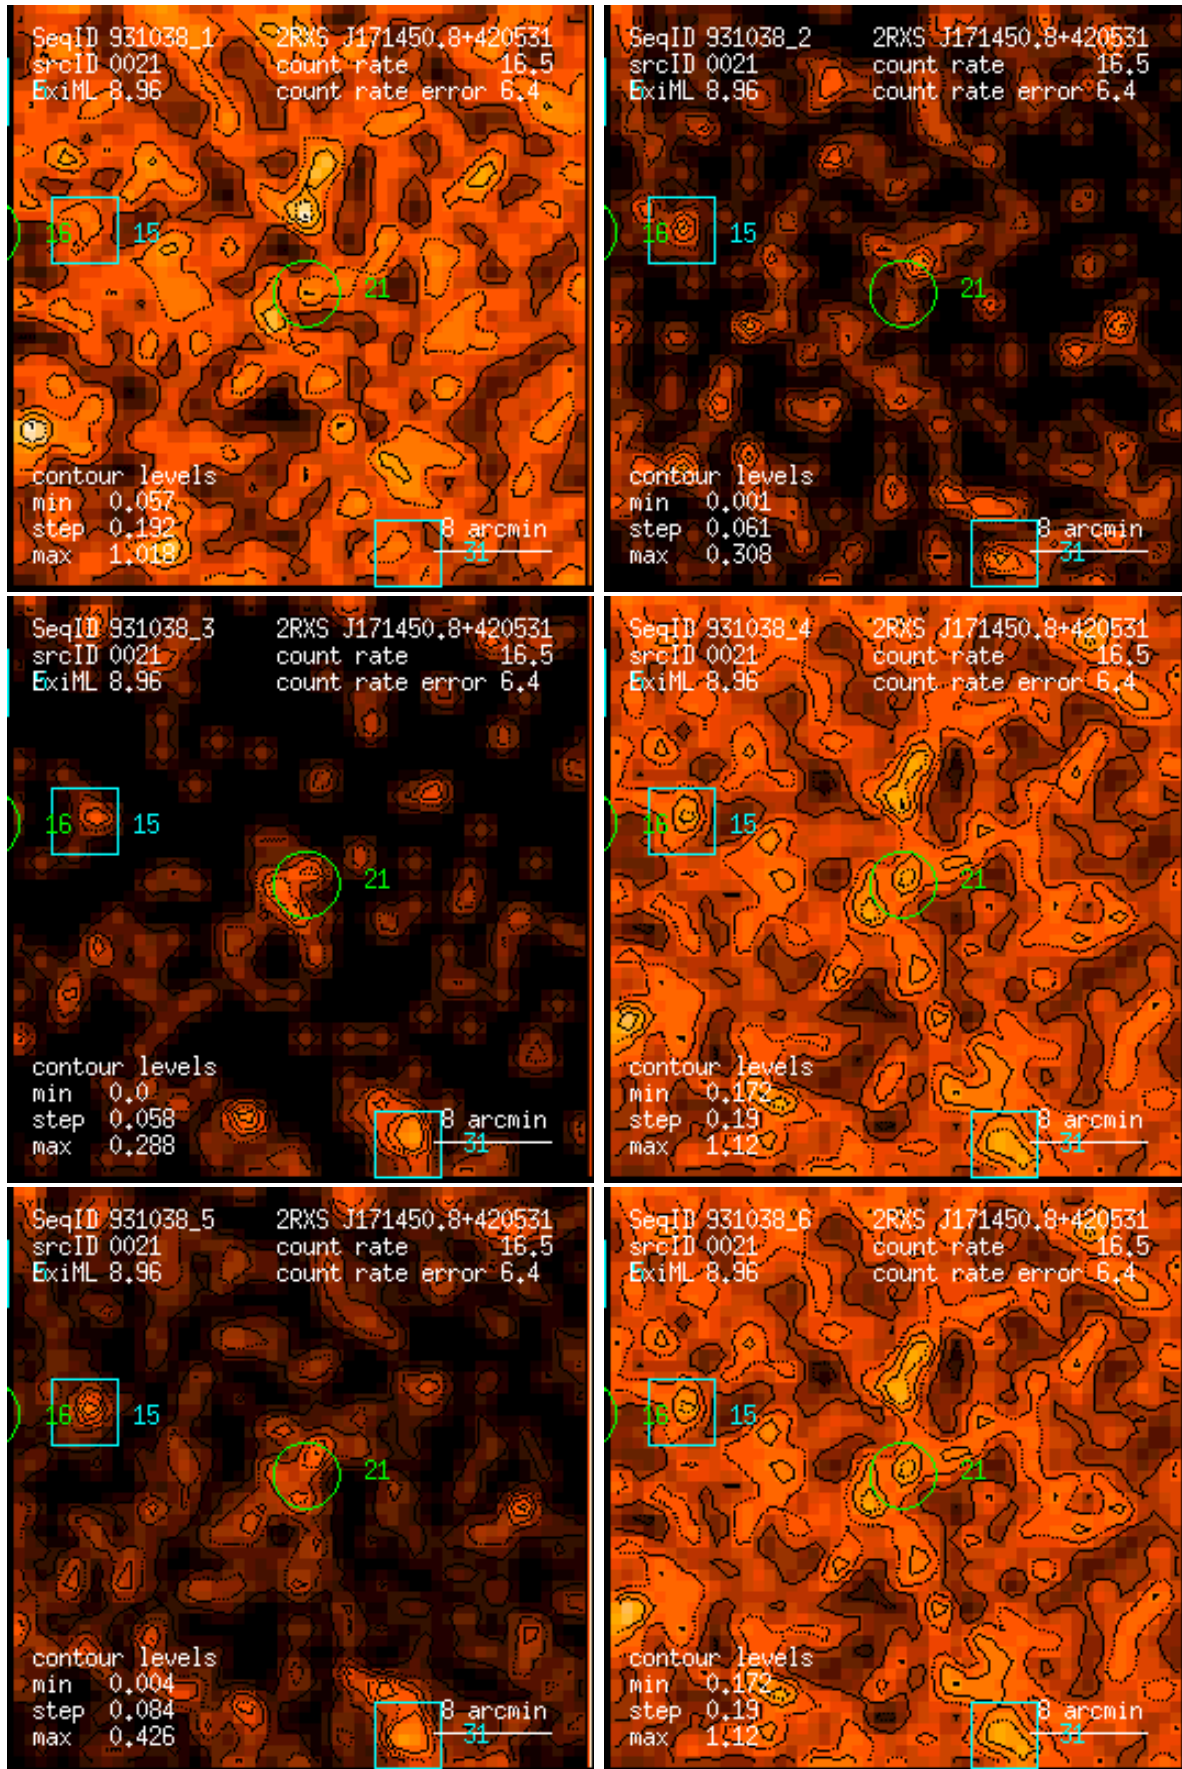 SeqID 931038_1 2RXS J171450.8+420531
srcID 0021 count rate 16.5
ExiML 8.96 count rate error 6.4
16 15
21
contour levels
min 0.057
step 0.192 8 arcmin
max 1.018 31
SeqID 931038_2 2RXS J171450.8+420531
srcID 0021 count rate 16.5
ExiML 8.96 count rate error 6.4
16 15
21
contour levels
min 0.001
step 0.061 8 arcmin
max 0.308 31
SeqID 931038_3 2RXS J171450.8+420531
srcID 0021 count rate 16.5
ExiML 8.96 count rate error 6.4
16 15
21
contour levels
min 0.0
step 0.058 8 arcmin
max 0.288 31
SeqID 931038_4 2RXS J171450.8+420531
srcID 0021 count rate 16.5
ExiML 8.96 count rate error 6.4
16 15
21
contour levels
min 0.172
step 0.19 8 arcmin
max 1.12 31
SeqID 931038_5 2RXS J171450.8+420531
srcID 0021 count rate 16.5
ExiML 8.96 count rate error 6.4
16 15
21
contour levels
min 0.004
step 0.084 8 arcmin
max 0.426 31
SeqID 931038_6 2RXS J171450.8+420531
srcID 0021 count rate 16.5
ExiML 8.96 count rate error 6.4
16 15
21
contour levels
min 0.172
step 0.19 8 arcmin
max 1.12 31